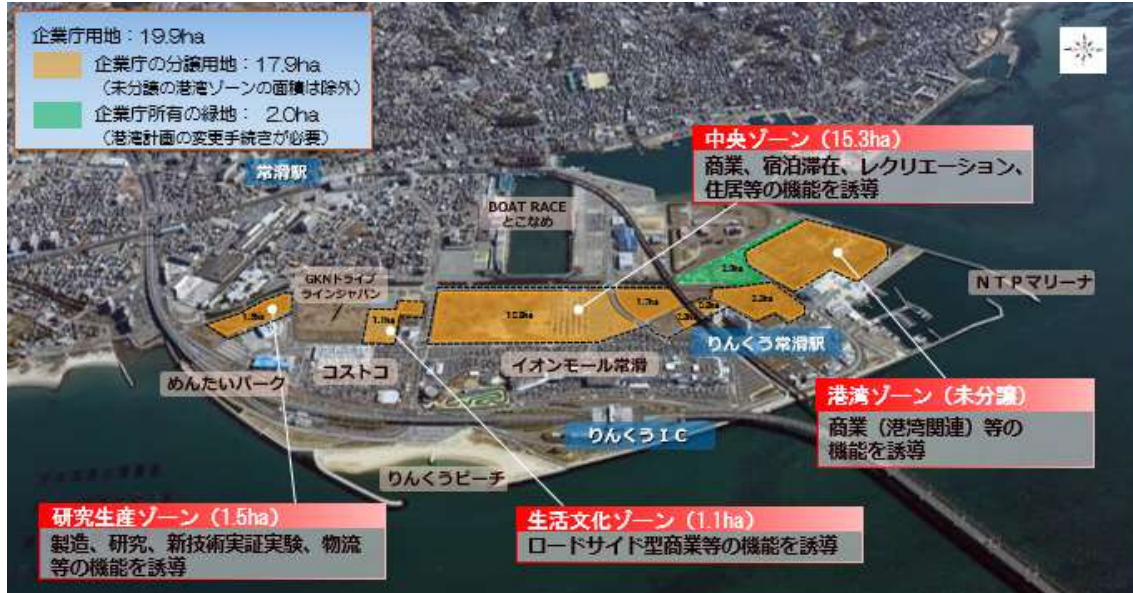 企業庁用地：19.9ha
企業庁の分譲用地：17.9ha
（未分譲の港湾ゾーンの面積は除外）
企業庁所有の緑地： 2.0ha
（港湾計画の変更手続きが必要）
常滑駅
BOAT RACE
とこなめ
中央ゾーン（15.3ha）
商業、宿泊滞在、レクリエーション、
住居等の機能を誘導
GKNドライブ
ラインジャパン
ＮＴＰマリーナ
2.0ha
1.5ha
1.1ha
りんくう常滑駅
めんたいパーク
コストコ
イオンモール常滑
港湾ゾーン（未分譲）
商業（港湾関連）等の
機能を誘導
りんくうＩＣ
りんくうビーチ
研究生産ゾーン（1.5ha）
製造、研究、新技術実証実験、物流
等の機能を誘導
生活文化ゾーン（1.1ha）
ロードサイド型商業等の機能を誘導